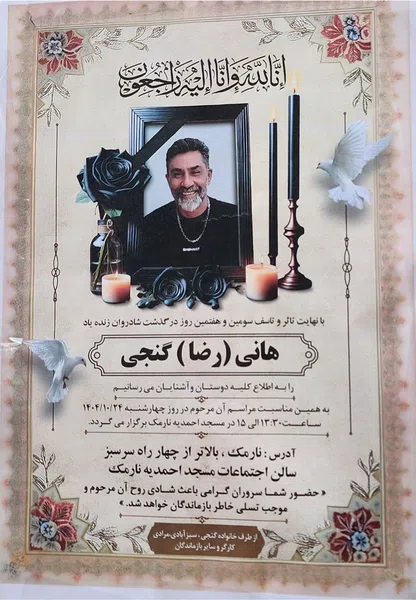 إنا لله وإنا إليه راجعون
با نهایت تاثر و تاسف سومین و هفتمین روز درگذشت شادروان زنده یاد
هانی (رضا) گنجی
را به اطلاع کلیه دوستان و آشنایان می رسانیم
به همین مناسبت مراسم آن مرحوم در روز چهارشنبه ۱۴۰۴/۱۰/۲۴
ساعت ۱۳:۳۰ الی ۱۵ در مسجد احمدیه نارمک برگزار می گردد.
آدرس: نارمک، بالاتر از چهار راه سرسبز
سالن اجتماعات مسجد احمدیه نارمک
« حضور شما سروران گرامی باعث شادی روح آن مرحوم و
موجب تسلی خاطر بازماندگان خواهد شد. »
از طرف خانواده گنجی، سبزآبادی، مرادی
کارگر و سایر بازماندگان